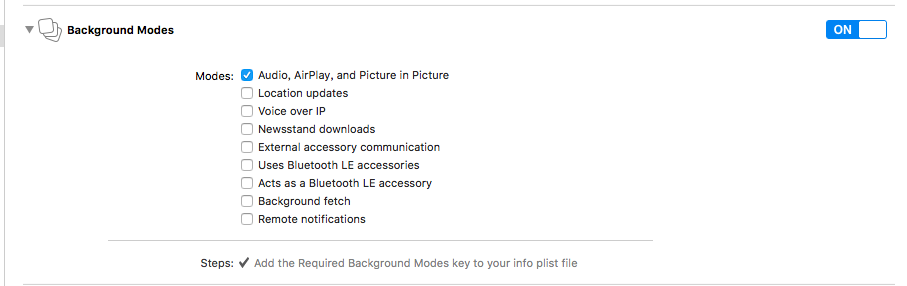 Background Modes
ON
Modes: Audio, AirPlay, and Picture in Picture
Location updates
Voice over IP
Newsstand downloads
External accessory communication
Uses Bluetooth LE accessories
Acts as a Bluetooth LE accessory
Background fetch
Remote notifications
Steps: Add the Required Background Modes key to your info plist file